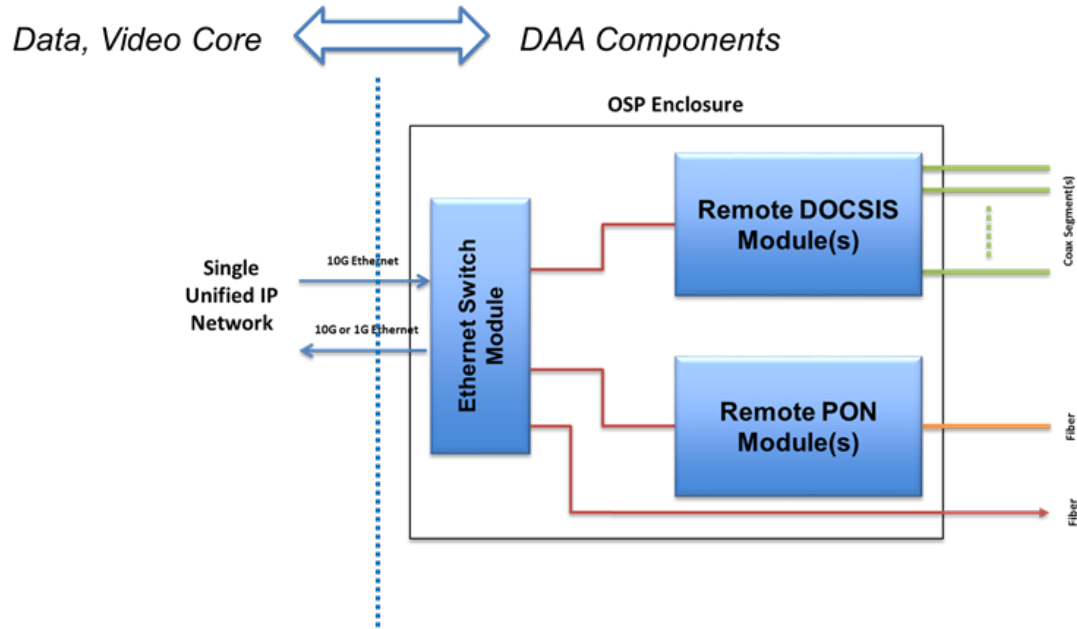 Data, Video Core
DAA Components
OSP Enclosure
Remote DOCSIS
Module(s)
Coax Segment(s)
10G Ethernet
Single
Unified IP
Network
10G or 1G Ethernet
Ethernet Switch
Module
Remote PON
Module(s)
Fiber
Fiber